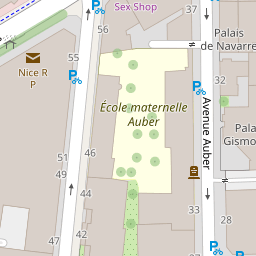 Sex Shop
56
55
Palais
de Navarre
Nice R
P
École maternelle
Auber
37
Avenue Auber
Pala
Gismo
51
49
46
33
44
44
42
32
28